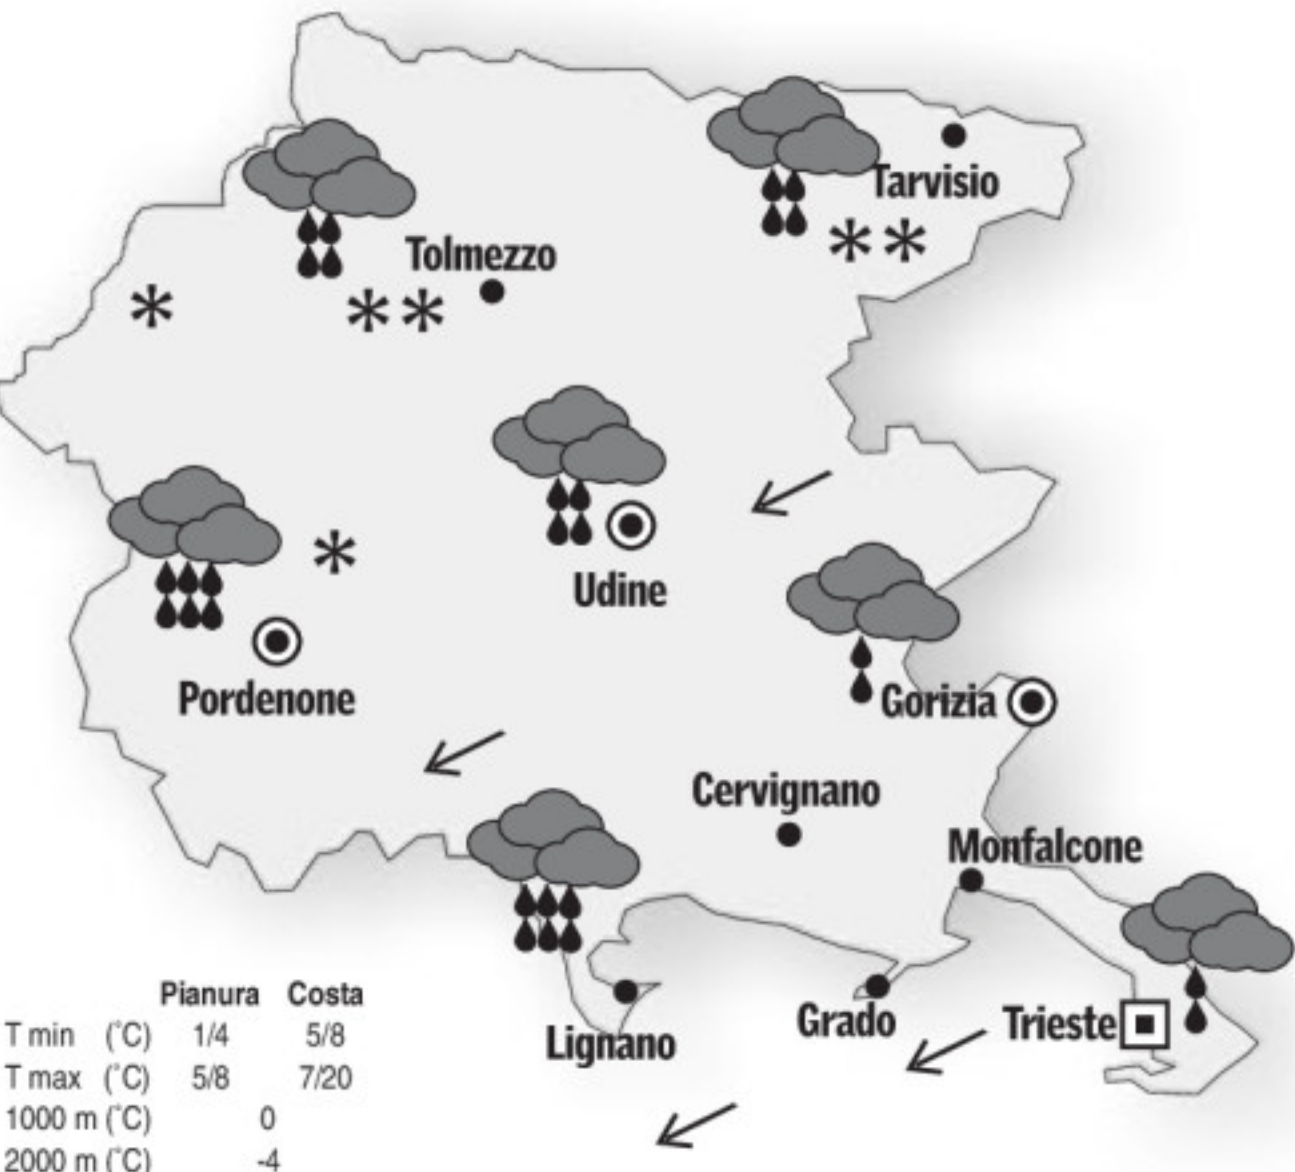 Tarvisio
Tolmezzo
Udine
Pordenone
Gorizia
Cervignano
Monfalcone
Grado
Trieste
Lignano
Pianura Costa
T min (°C) 1/4 5/8
T max (°C) 5/8 7/20
1000 m (°C) 0
2000 m (°C) -4